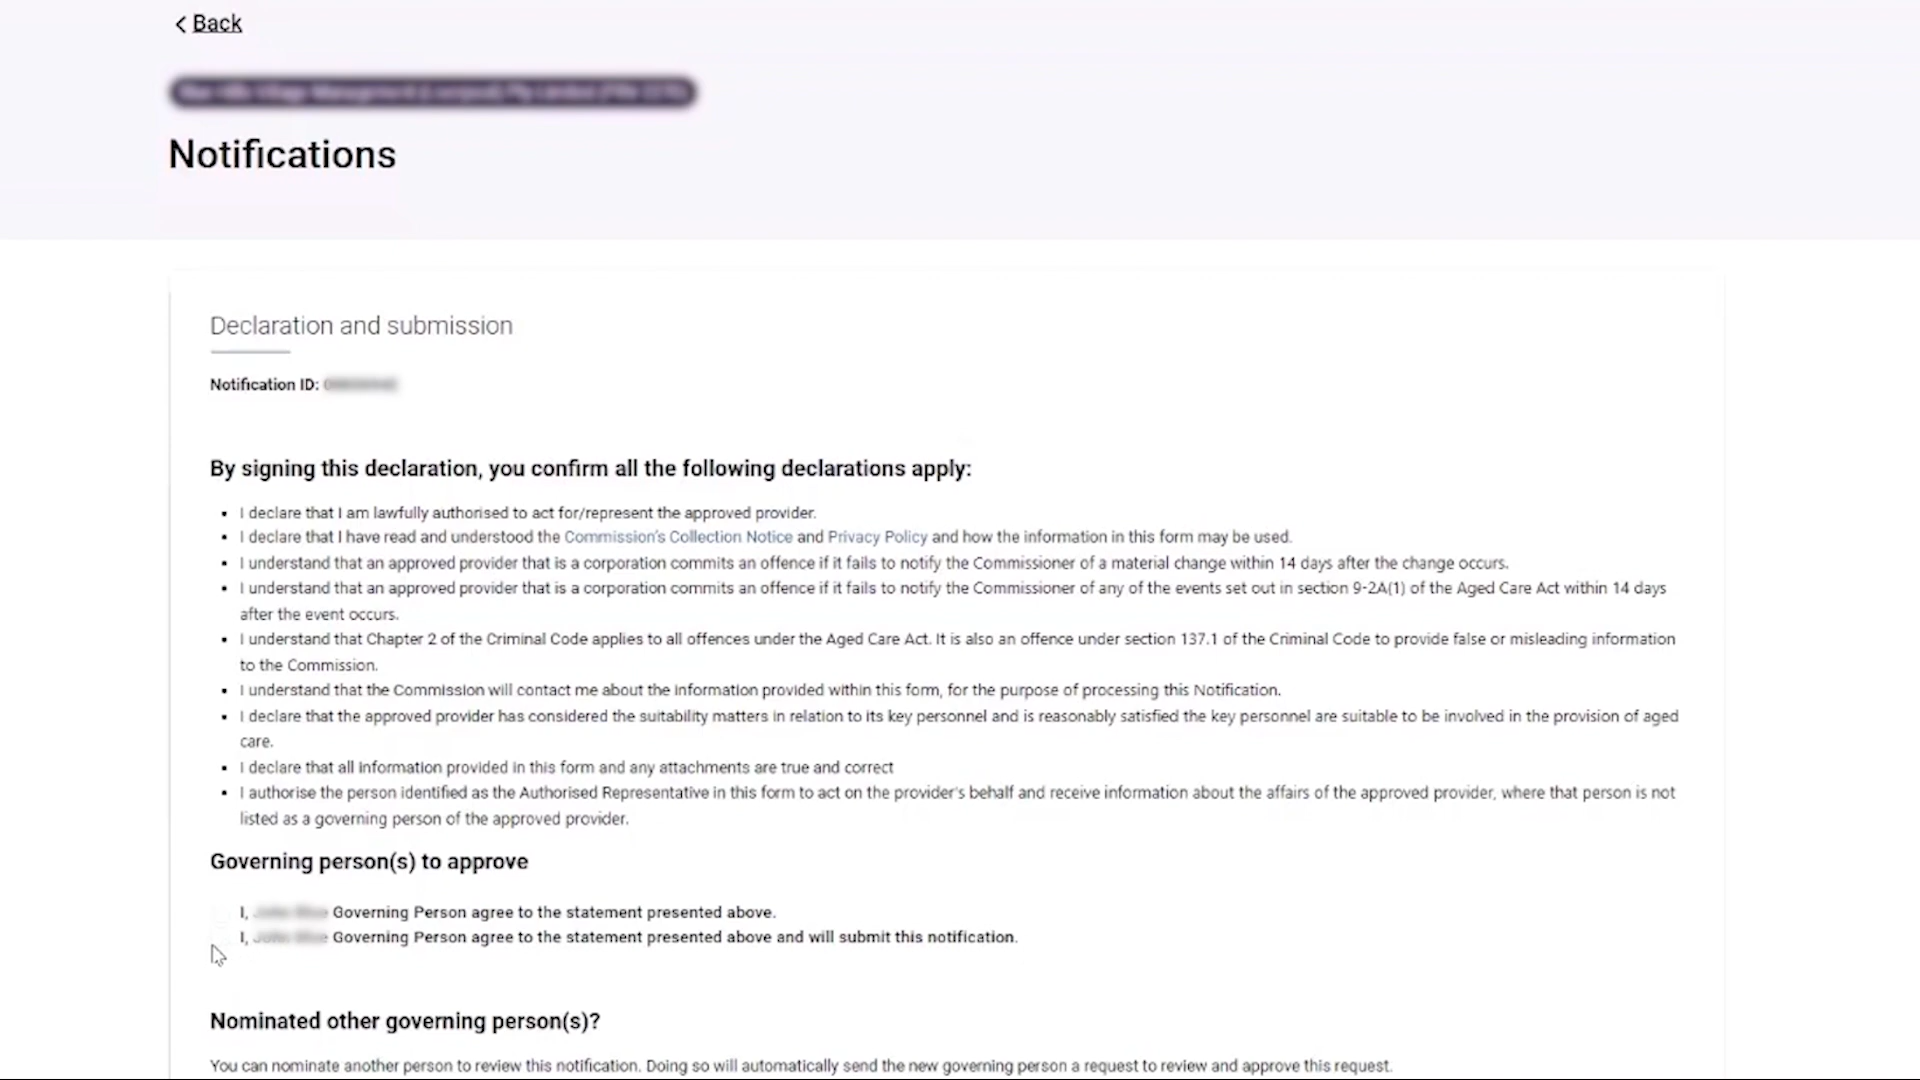 Back
Notifications
Declaration and submission
Notification ID:
By signing this declaration, you confirm all the following declarations apply:
• I declare that I am lawfully authorised to act for/represent the approved provider.
• I declare that I have read and understood the Commission's Collection Notice and Privacy Policy and how the information in this form may be used.
• I understand that an approved provider that is a corporation commits an offence if it fails to notify the Commissioner of a material change within 14 days after the change occurs.
• I understand that an approved provider that is a corporation commits an offence if it fails to notify the Commissioner of any of the events set out in section 9-2A(1) of the Aged Care Act within 14 days
after the event occurs.
• I understand that Chapter 2 of the Criminal Code applies to all offences under the Aged Care Act. It is also an offence under section 137.1 of the Criminal Code to provide false or misleading information
to the Commission.
• I understand that the Commission will contact me about the information provided within this form, for the purpose of processing this Notification.
• I declare that the approved provider has considered the suitability matters in relation to its key personnel and is reasonably satisfied the key personnel are suitable to be involved in the provision of aged
care.
• I declare that all information provided in this form and any attachments are true and correct
• I authorise the person identified as the Authorised Representative in this form to act on the provider's behalf and receive information about the affairs of the approved provider, where that person is not
listed as a governing person of the approved provider.
Governing person(s) to approve
I, Governing Person agree to the statement presented above.
I, Governing Person agree to the statement presented above and will submit this notification.
Nominated other governing person(s)?
You can nominate another person to review this notification. Doing so will automatically send the new governing person a request to review and approve this request.